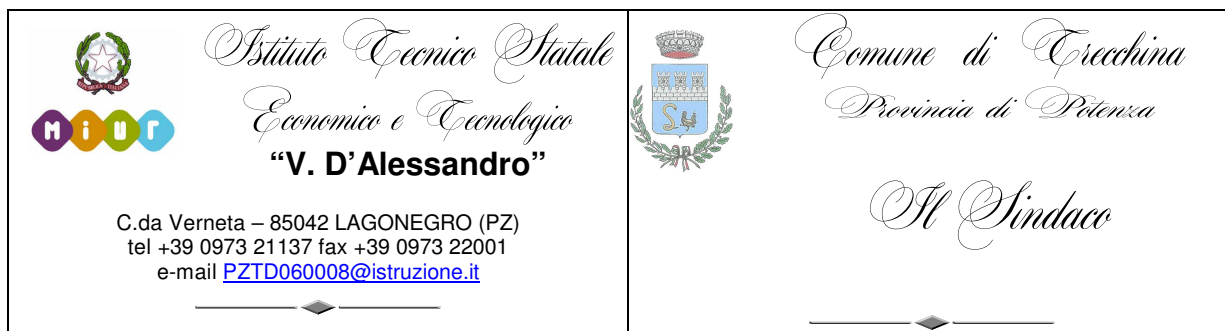 Istituto Tecnico Statale
Economico e Tecnologico
“V. D’Alessandro”
C.da Verneta – 85042 LAGONEGRO (PZ)
tel +39 0973 21137 fax +39 0973 22001
e-mail PZTD060008@istruzione.it
MIUR
Comune di Trecchina
Provincia di Potenza
Il Sindaco